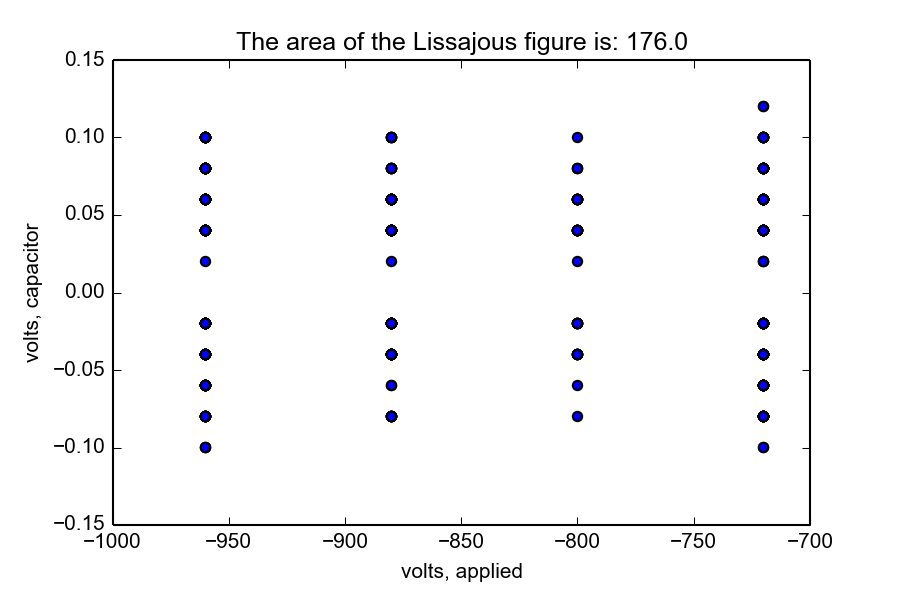 The area of the Lissajous figure is: 176.0
0.15
0.10
0.05
0.00
−0.05
−0.10
−0.15
−1000 −950 −900 −850 −800 −750 −700
volts, capacitor
volts, applied